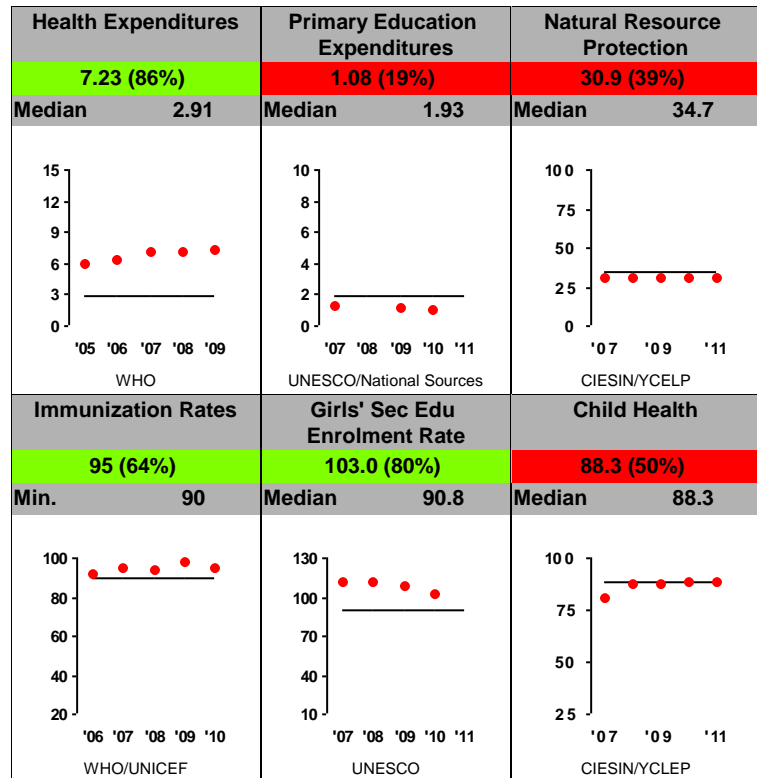 Health Expenditures
7.23 (86%)
Median 2.91
15
12
9
6
3
0
'05 '06 '07 '08 '09
WHO
Primary Education
Expenditures
1.08 (19%)
Median 1.93
10
8
6
4
2
0
'07 '08 '09 '10 '11
UNESCO/National Sources
Natural Resource
Protection
30.9 (39%)
Median 34.7
100
75
50
25
0
'07 '09 '11
CIESIN/YCELP
Immunization Rates
95 (64%)
Min. 90
100
80
60
40
20
'06 '07 '08 '09 '10
WHO/UNICEF
Girls' Sec Edu
Enrolment Rate
103.0 (80%)
Median 90.8
130
100
70
40
10
'07 '08 '09 '10 '11
UNESCO
Child Health
88.3 (50%)
Median 88.3
100
75
50
25
'07 '09 '11
CIESIN/YCLEP